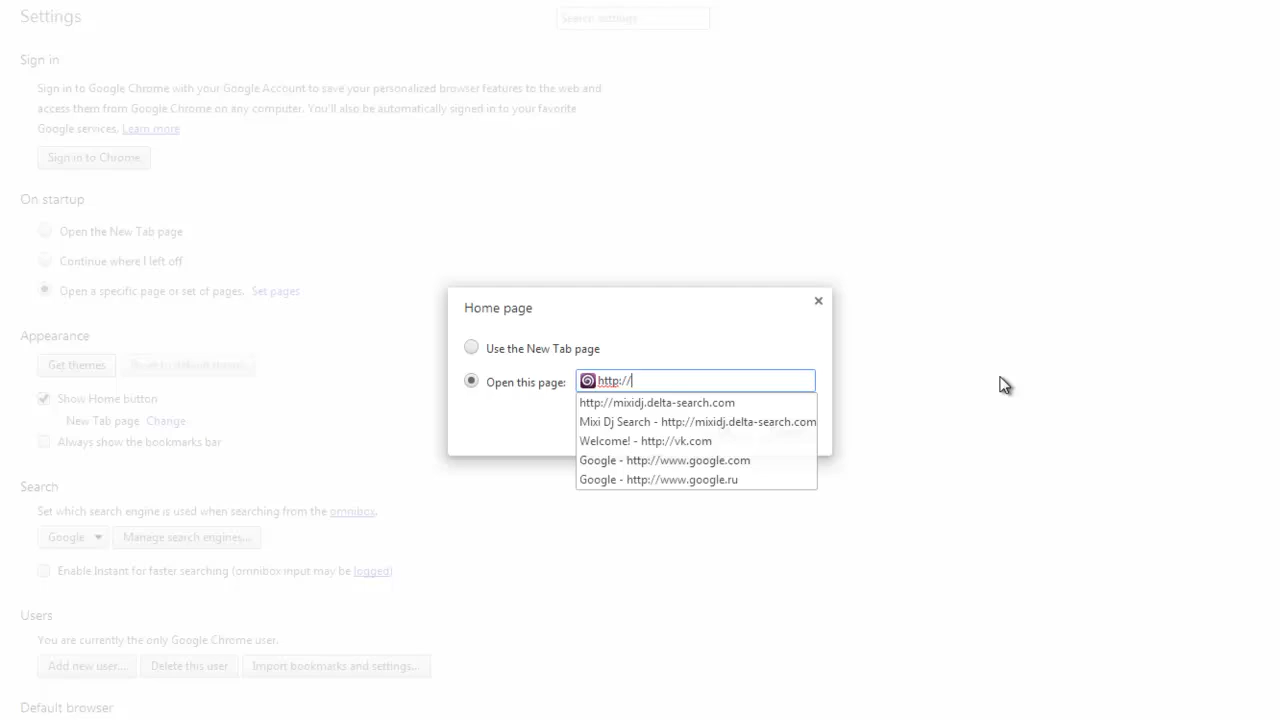 Settings
Search settings
Sign in
Sign in to Google Chrome with your Google Account to save your personalized browser features to the web and
access them from Google Chrome on any computer. You'll also be automatically signed in to your favorite
Google services. Learn more
Sign in to Chrome
On startup
Open the New Tab page
Continue where I left off
Open a specific page or set of pages. Set pages
Appearance
Get themes Reset to default theme
Show Home button
New Tab page Change
Always show the bookmarks bar
Search
Set which search engine is used when searching from the omnibox.
Google Manage search engines...
Enable Instant for faster searching (omnibox input may be logged)
Users
You are currently the only Google Chrome user.
Add new user... Delete this user Import bookmarks and settings...
Default browser
Home page
Use the New Tab page
Open this page: http://
http://mixidj.delta-search.com
Mixi Dj Search - http://mixidj.delta-search.com
Welcome! - http://vk.com
Google - http://www.google.com
Google - http://www.google.ru